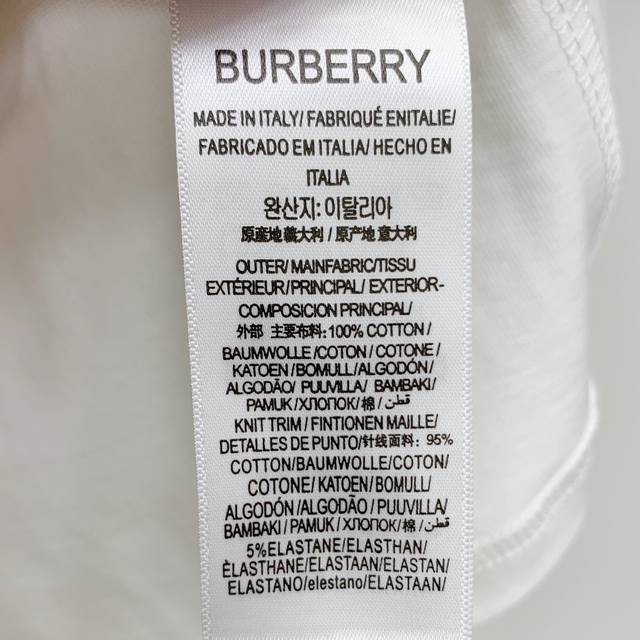 BURBERRY
MADE IN ITALY/ FABRIQUÉ ENITALIE/
FABRICADO EM ITALIA/ HECHO EN
ITALIA
완산지: 이탈리아
原産地義大利 / 原产地 意大利
OUTER/ MAINFABRIC/TISSU
EXTÉRIEUR/PRINCIPAL/ EXTERIOR-
COMPOSICION PRINCIPAL/
外部 主要布料: 100% COTTON /
BAUMWOLLE /COTON / COTONE /
KATOEN / BOMULL/ALGODÓN/
ALGODÃO/ PUUVILLA/ BAMBAKI/
PAMUK /ХЛОПОК/棉 / قطن/
KNIT TRIM / FINTIONEN MAILLE/
DETALLES DE PUNTO/针线面料: 95%
COTTON/BAUMWOLLE/COTON/
COTONE/ KATOEN/ BOMULL/
ALGODÓN /ALGODÃO / PUUVILLA/
BAMBAKI / PAMUK / ХЛОПОК/棉 /قطن/
5%ELASTANE/ELASTHAN/
ÈLASTHANE/ELASTAAN/ELASTAN/
ELASTANO/elestano/ELASTAAN/